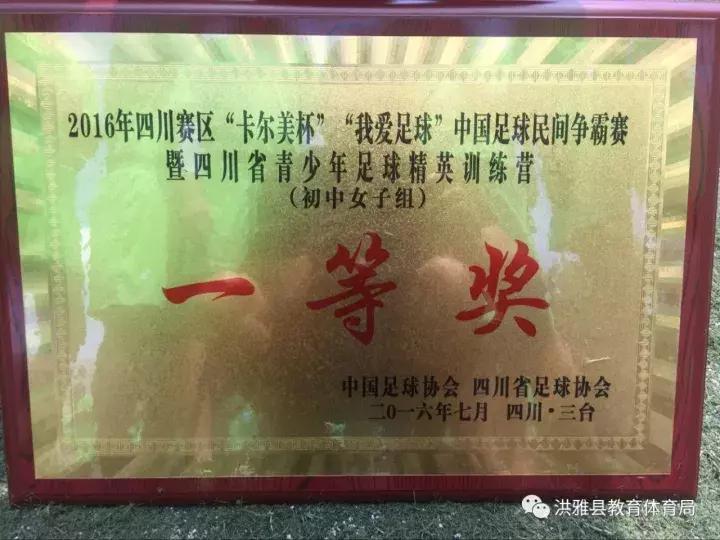 2016年四川赛区“卡尔美杯”“我爱足球”中国足球民间争霸赛
暨四川省青少年足球精英训练营
（初中女子组）
一等奖
中国足球协会 四川省足球协会
二〇一六年七月 四川·三台
洪雅县教育体育局